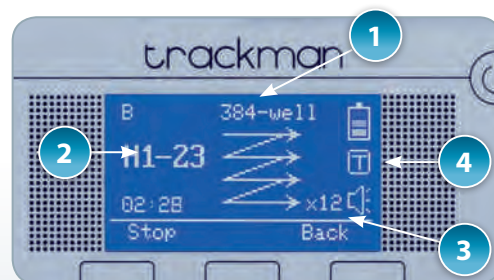 trackman
1
B 384-well
2
H1-23
T
4
02:28 x12
3
Stop Back